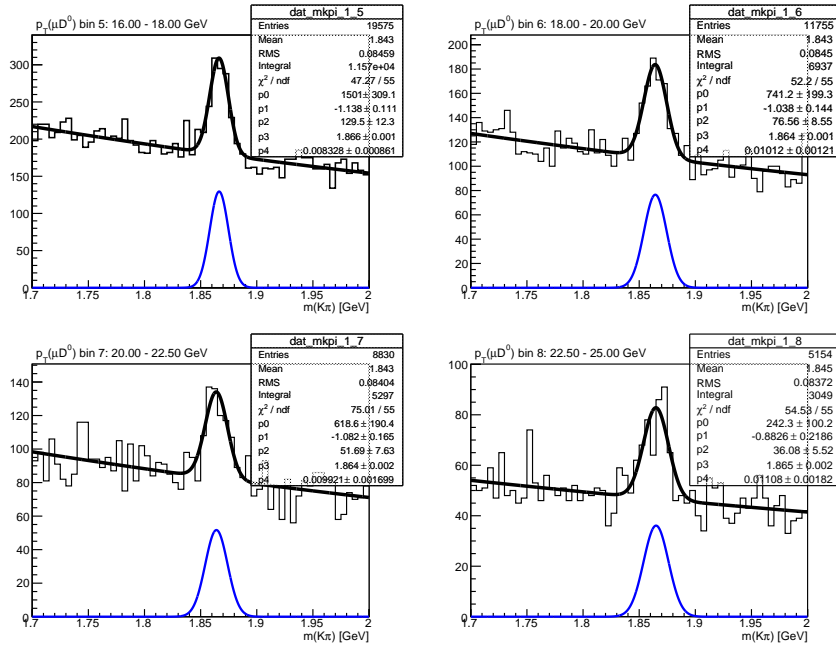 p_T(μD⁰) bin 5: 16.00 - 18.00 GeV
dat_mkpi_1_5
Entries 19575
Mean 1.843
RMS 0.08459
Integral 1.157e+04
χ² / ndf 47.27 / 55
p0 1501 ± 309.1
p1 -1.138 ± 0.111
p2 129.5 ± 12.3
p3 1.866 ± 0.001
p4 0.008328 ± 0.000861
300
250
200
150
100
50
0
1.7 1.75 1.8 1.85 1.9 1.95 2
m(Kπ) [GeV]
p_T(μD⁰) bin 6: 18.00 - 20.00 GeV
dat_mkpi_1_6
Entries 11755
Mean 1.843
RMS 0.0845
Integral 6937
χ² / ndf 52.2 / 55
p0 741.2 ± 199.3
p1 -1.038 ± 0.144
p2 76.56 ± 8.55
p3 1.864 ± 0.001
p4 0.01012 ± 0.00121
200
180
160
140
120
100
80
60
40
20
0
1.7 1.75 1.8 1.85 1.9 1.95 2
m(Kπ) [GeV]
p_T(μD⁰) bin 7: 20.00 - 22.50 GeV
dat_mkpi_1_7
Entries 8830
Mean 1.843
RMS 0.08404
Integral 5297
χ² / ndf 75.01 / 55
p0 618.6 ± 190.4
p1 -1.082 ± 0.165
p2 51.69 ± 7.63
p3 1.864 ± 0.002
p4 0.009921 ± 0.001699
140
120
100
80
60
40
20
0
1.7 1.75 1.8 1.85 1.9 1.95 2
m(Kπ) [GeV]
p_T(μD⁰) bin 8: 22.50 - 25.00 GeV
dat_mkpi_1_8
Entries 5154
Mean 1.845
RMS 0.08372
Integral 3049
χ² / ndf 54.53 / 55
p0 242.3 ± 100.2
p1 -0.8826 ± 0.2186
p2 36.08 ± 5.52
p3 1.865 ± 0.002
p4 0.01108 ± 0.00182
100
80
60
40
20
0
1.7 1.75 1.8 1.85 1.9 1.95 2
m(Kπ) [GeV]